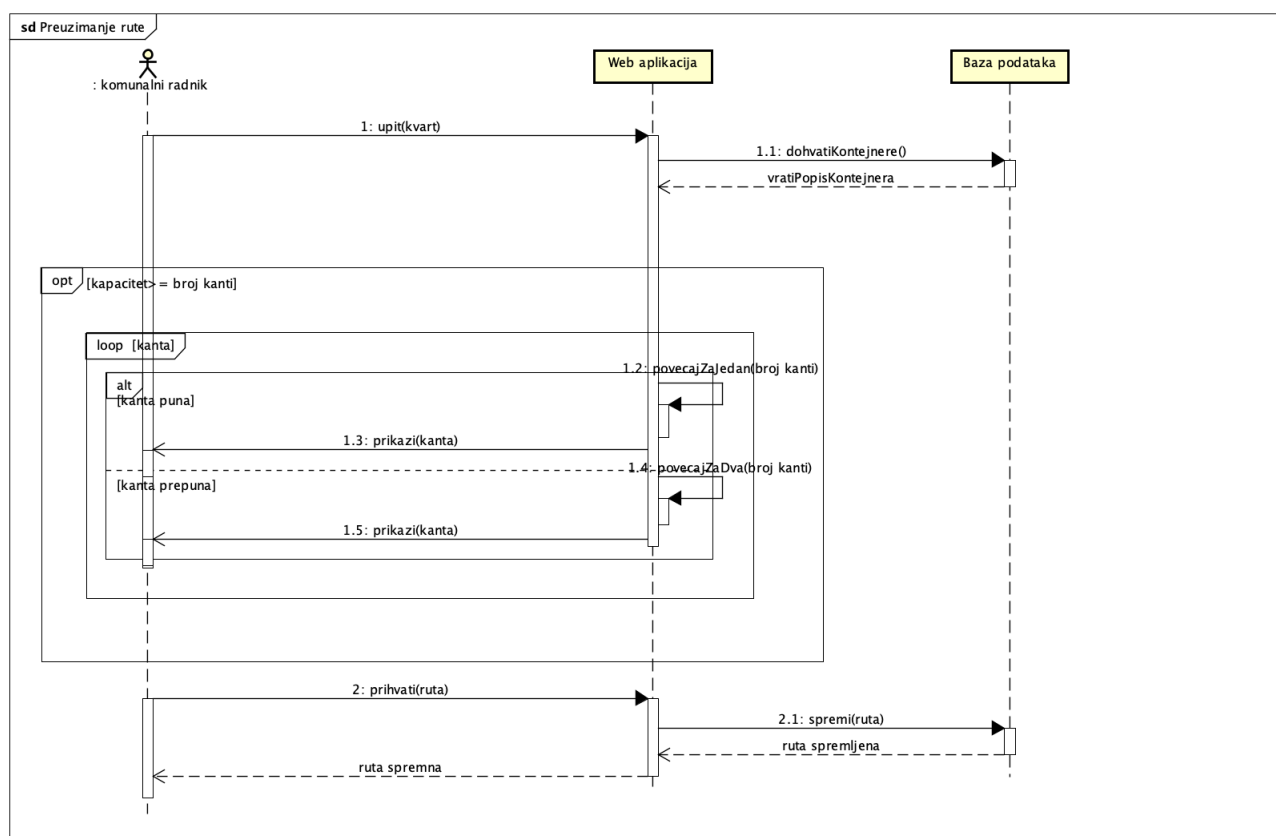 sd Preuzimanje rute
: komunalni radnik
Web aplikacija
Baza podataka
1: upit(kvart)
1.1: dohvatiKontejnere()
vratiPopisKontejnera
opt [kapacitet>= broj kanti]
loop [kanta]
1.2: povecajZaJedan(broj kanti)
alt
[kanta puna]
1.3: prikazi(kanta)
1.4: povecajZaDva(broj kanti)
[kanta prepuna]
1.5: prikazi(kanta)
2: prihvati(ruta)
2.1: spremi(ruta)
ruta spremljena
ruta spremna